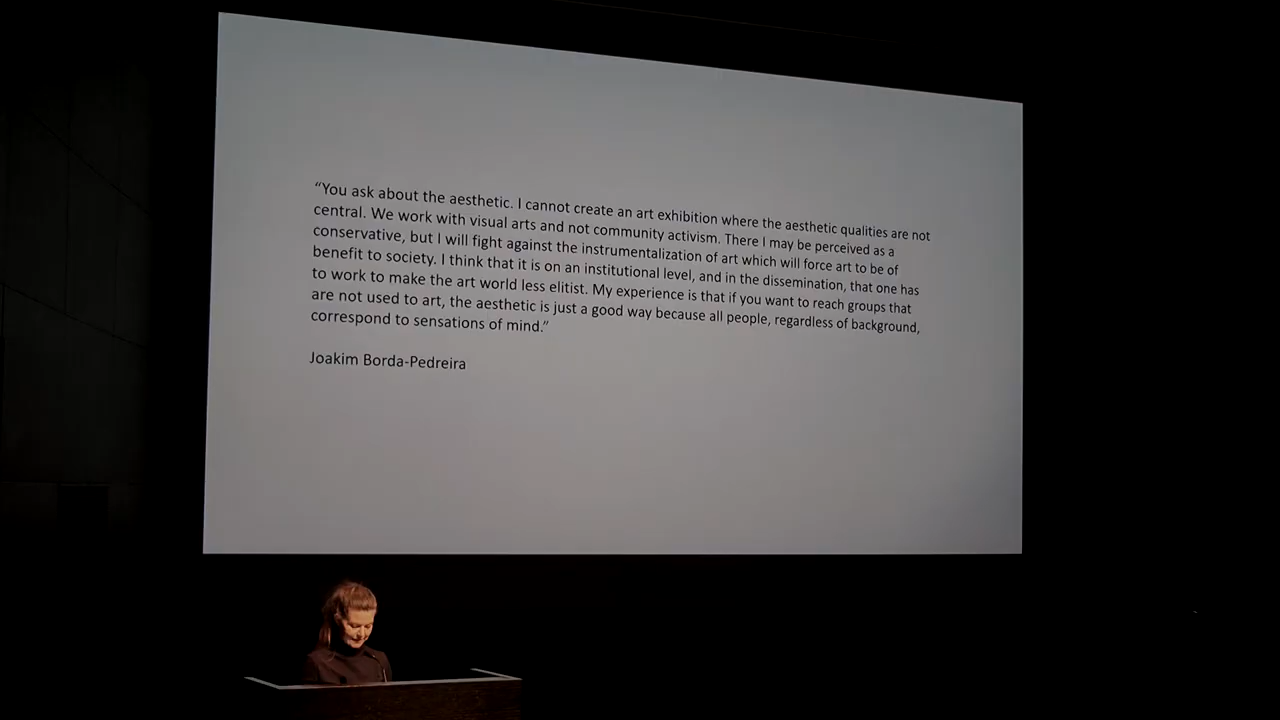 “You ask about the aesthetic. I cannot create an art exhibition where the aesthetic qualities are not
central. We work with visual arts and not community activism. There I may be perceived as a
conservative, but I will fight against the instrumentalization of art which will force art to be of
benefit to society. I think that it is on an institutional level, and in the dissemination, that one has
to work to make the art world less elitist. My experience is that if you want to reach groups that
are not used to art, the aesthetic is just a good way because all people, regardless of background,
correspond to sensations of mind.”
Joakim Borda-Pedreira